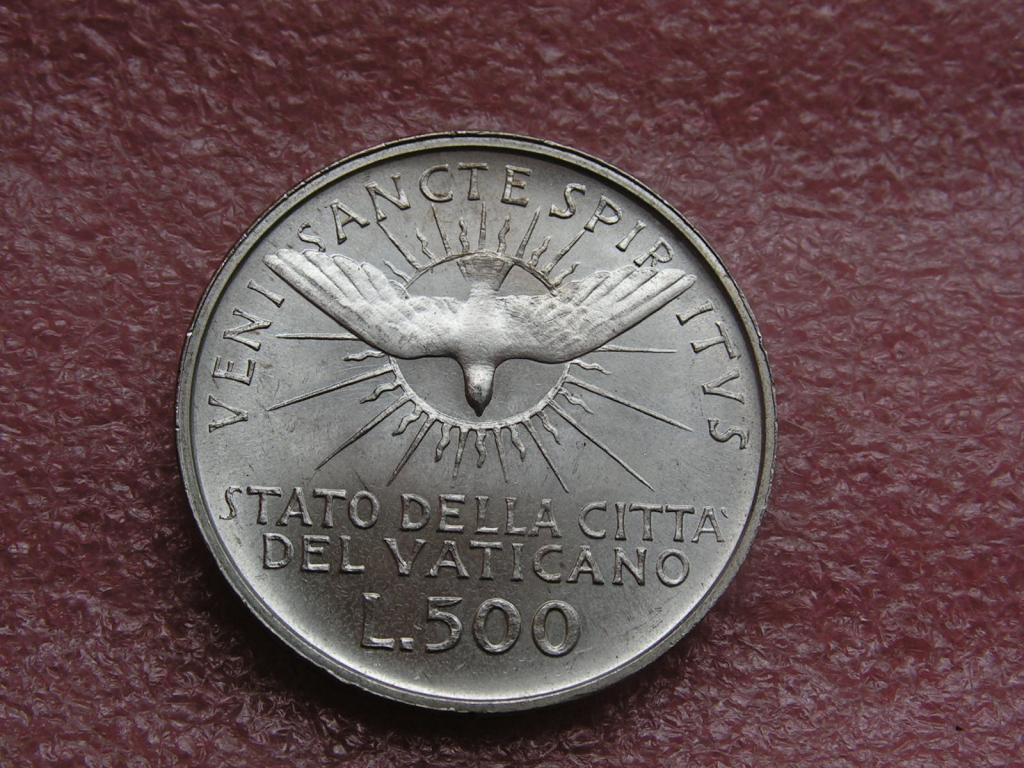 VENI SANCTE SPIRITVS
STATO DELLA CITTA'
DEL VATICANO
L.500